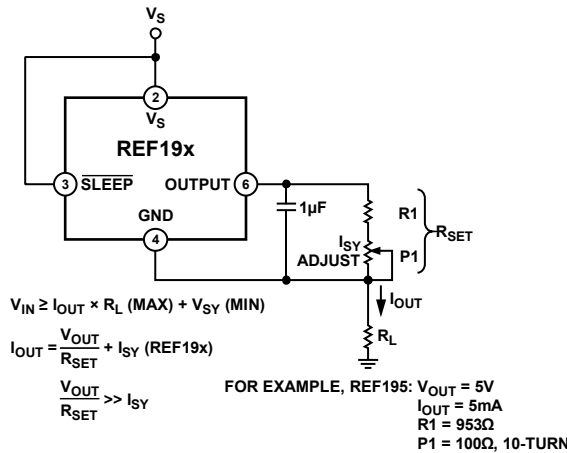 VS
2
VS
REF19x
3 SLEEP OUTPUT 6
GND
4
1µF
R1
ISY
ADJUST
P1
RSET
IOUT
RL
VIN ≥ IOUT × RL (MAX) + VSY (MIN)
IOUT = VOUT / RSET + ISY (REF19x)
VOUT / RSET >> ISY
FOR EXAMPLE, REF195: VOUT = 5V
IOUT = 5mA
R1 = 953Ω
P1 = 100Ω, 10-TURN